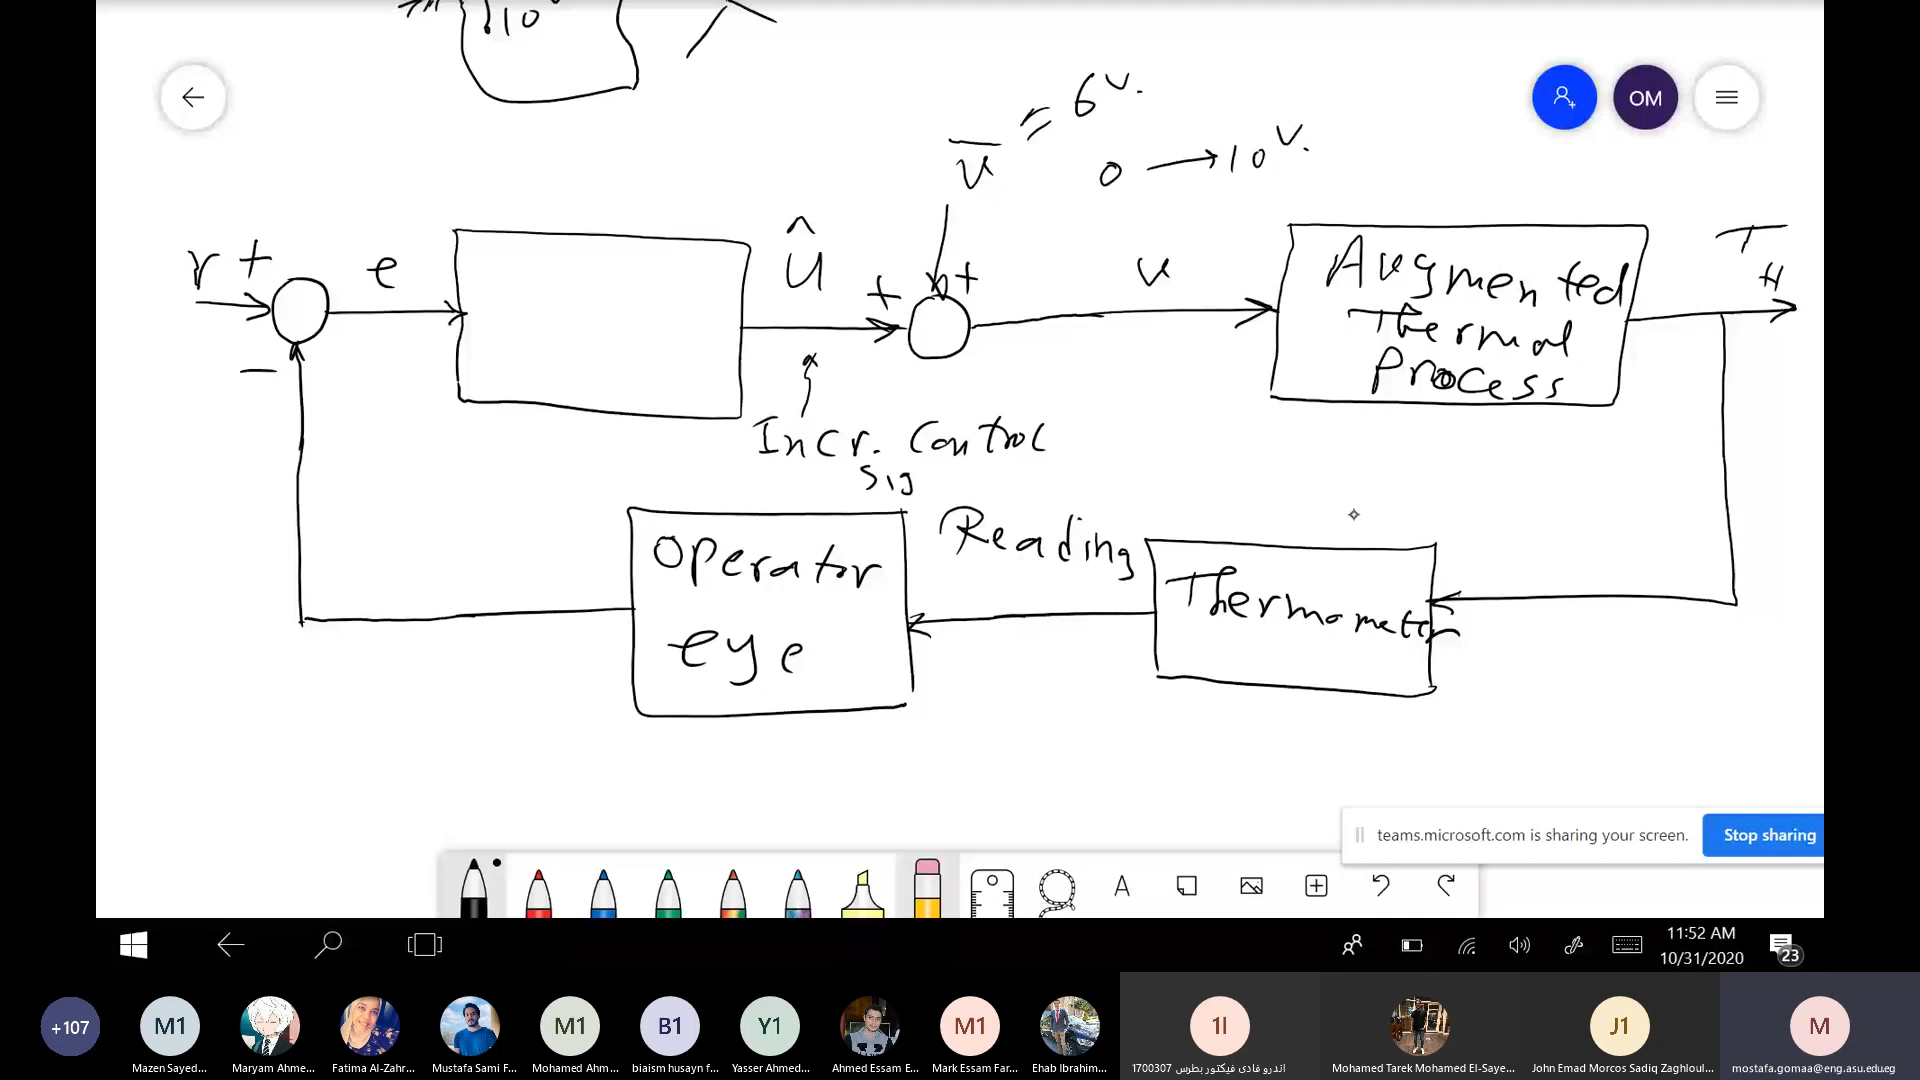 10
V̄ = 6 V.
0 → 10 V.
OM
r +
e
û
+
+
u
T_H
Augmented
Thermal
Process
−
Incr. Control
Sig
Operator
eye
Reading
Thermometer
teams.microsoft.com is sharing your screen.
Stop sharing
11:52 AM
10/31/2020
23
+107
M1
B1
Y1
M1
1ا
J1
M
Mazen Sayed...
Maryam Ahme...
Fatima Al-Zahr...
Mustafa Sami F...
Mohamed Ahm...
biaism husayn f...
Yasser Ahmed...
Ahmed Essam E...
Mark Essam Far...
Ehab Ibrahim...
1700307 اندرو فادى فيكتور بطرس
Mohamed Tarek Mohamed El-Saye...
John Emad Morcos Sadiq Zaghloul...
mostafa.gomaa@eng.asu.edu.eg